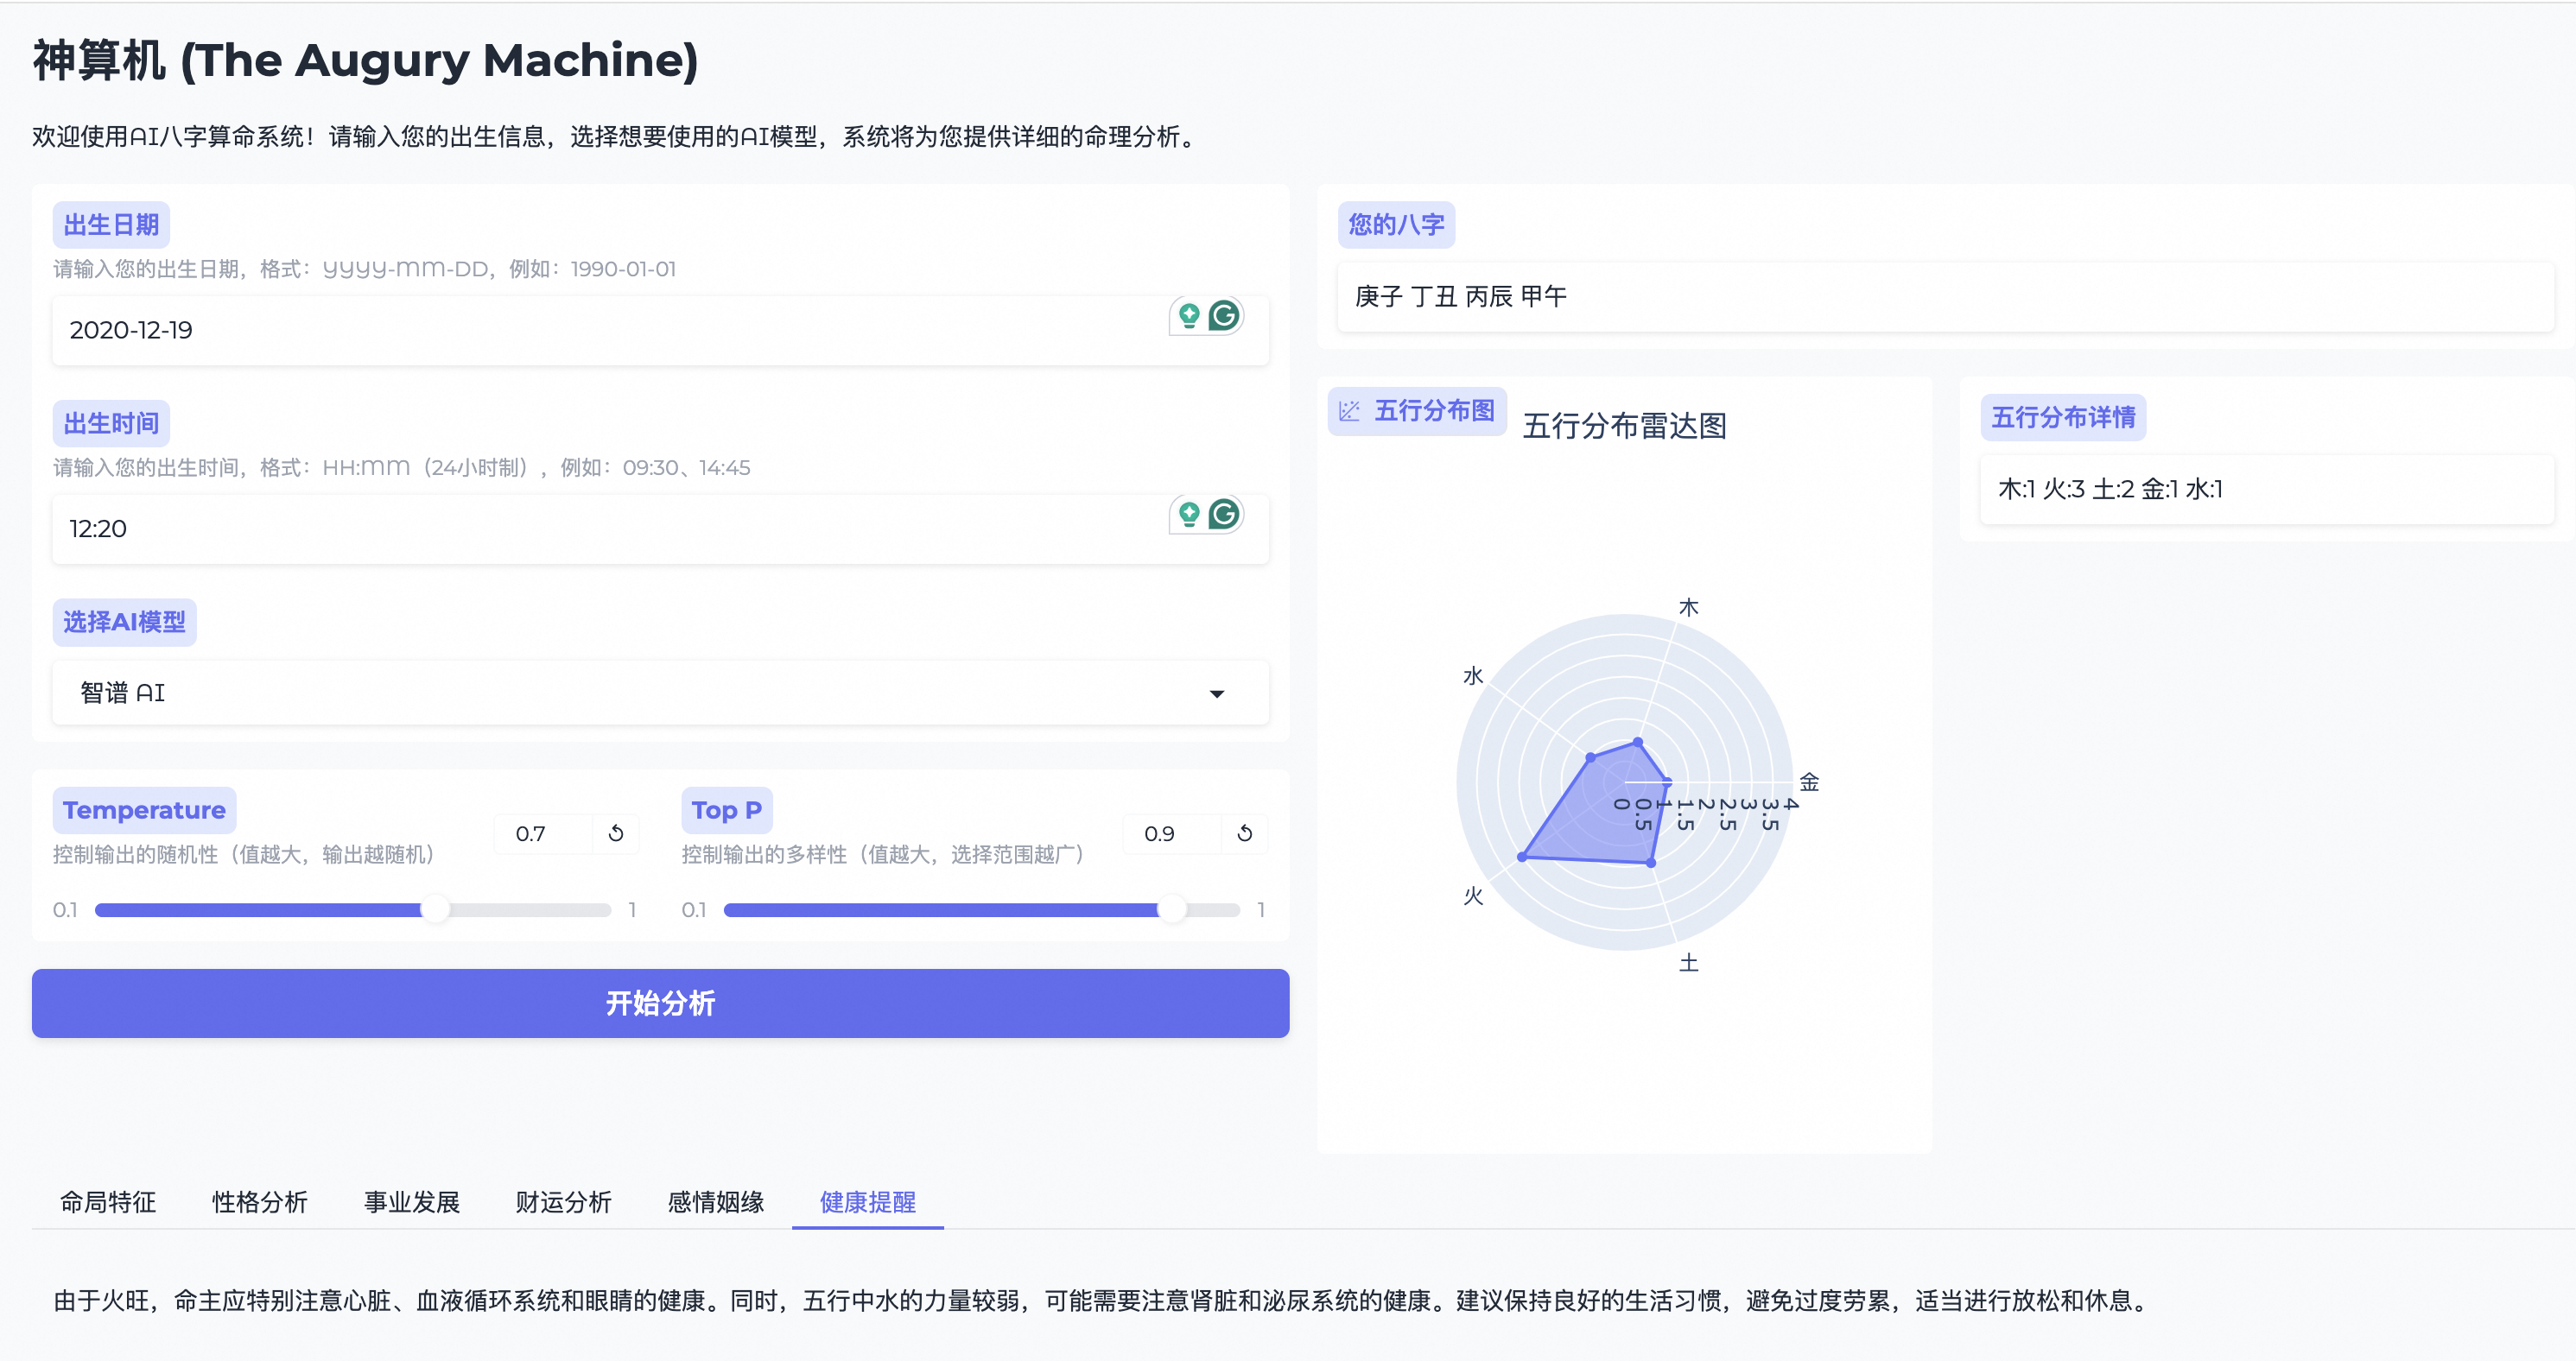 神算机 (The Augury Machine)
欢迎使用AI八字算命系统！请输入您的出生信息，选择想要使用的AI模型，系统将为您提供详细的命理分析。
出生日期
请输入您的出生日期，格式：YYYY-MM-DD，例如：1990-01-01
2020-12-19
出生时间
请输入您的出生时间，格式：HH:MM（24小时制），例如：09:30、14:45
12:20
选择AI模型
智谱 AI
Temperature
控制输出的随机性（值越大，输出越随机）
0.7
0.1
1
Top P
控制输出的多样性（值越大，选择范围越广）
0.9
0.1
1
开始分析
您的八字
庚子 丁丑 丙辰 甲午
五行分布图
五行分布雷达图
木
水
金
0
0.5
1
1.5
2
2.5
3
3.5
4
火
土
五行分布详情
木:1 火:3 土:2 金:1 水:1
命局特征 性格分析 事业发展 财运分析 感情姻缘 健康提醒
由于火旺，命主应特别注意心脏、血液循环系统和眼睛的健康。同时，五行中水的力量较弱，可能需要注意肾脏和泌尿系统的健康。建议保持良好的生活习惯，避免过度劳累，适当进行放松和休息。